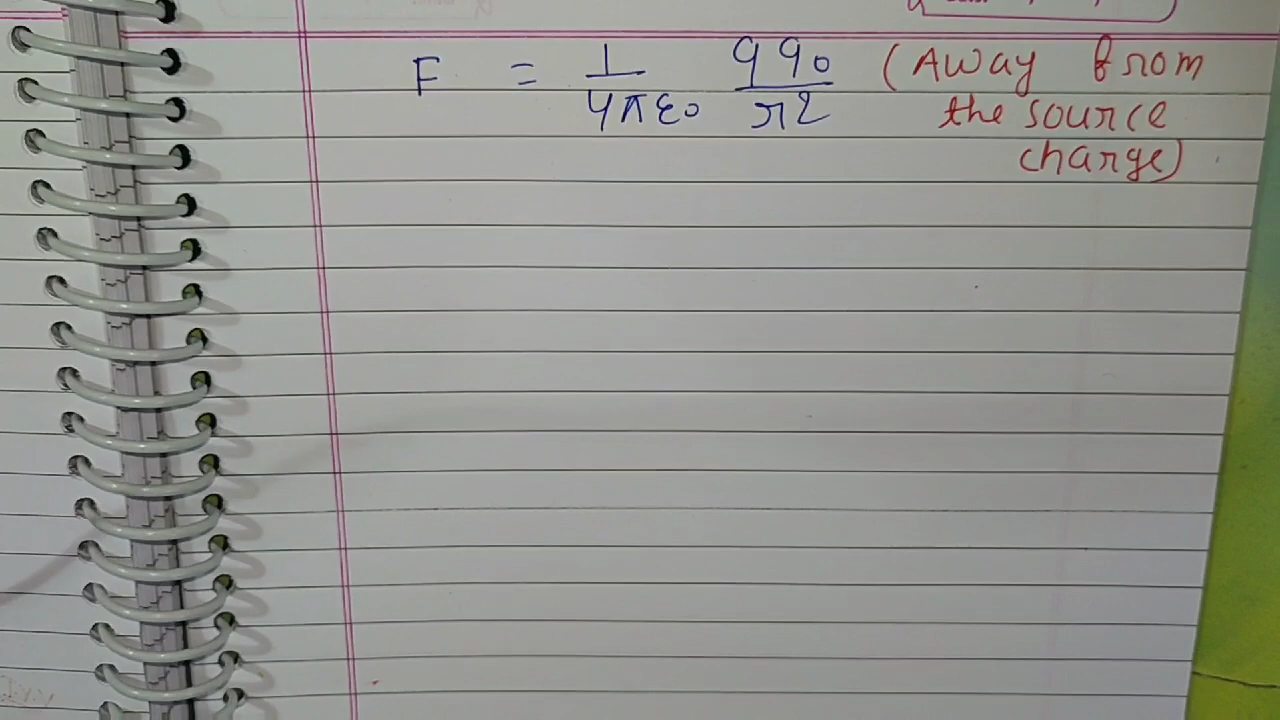 F = 1/4πε₀ qq₀/r² (Away from
the source
charge)